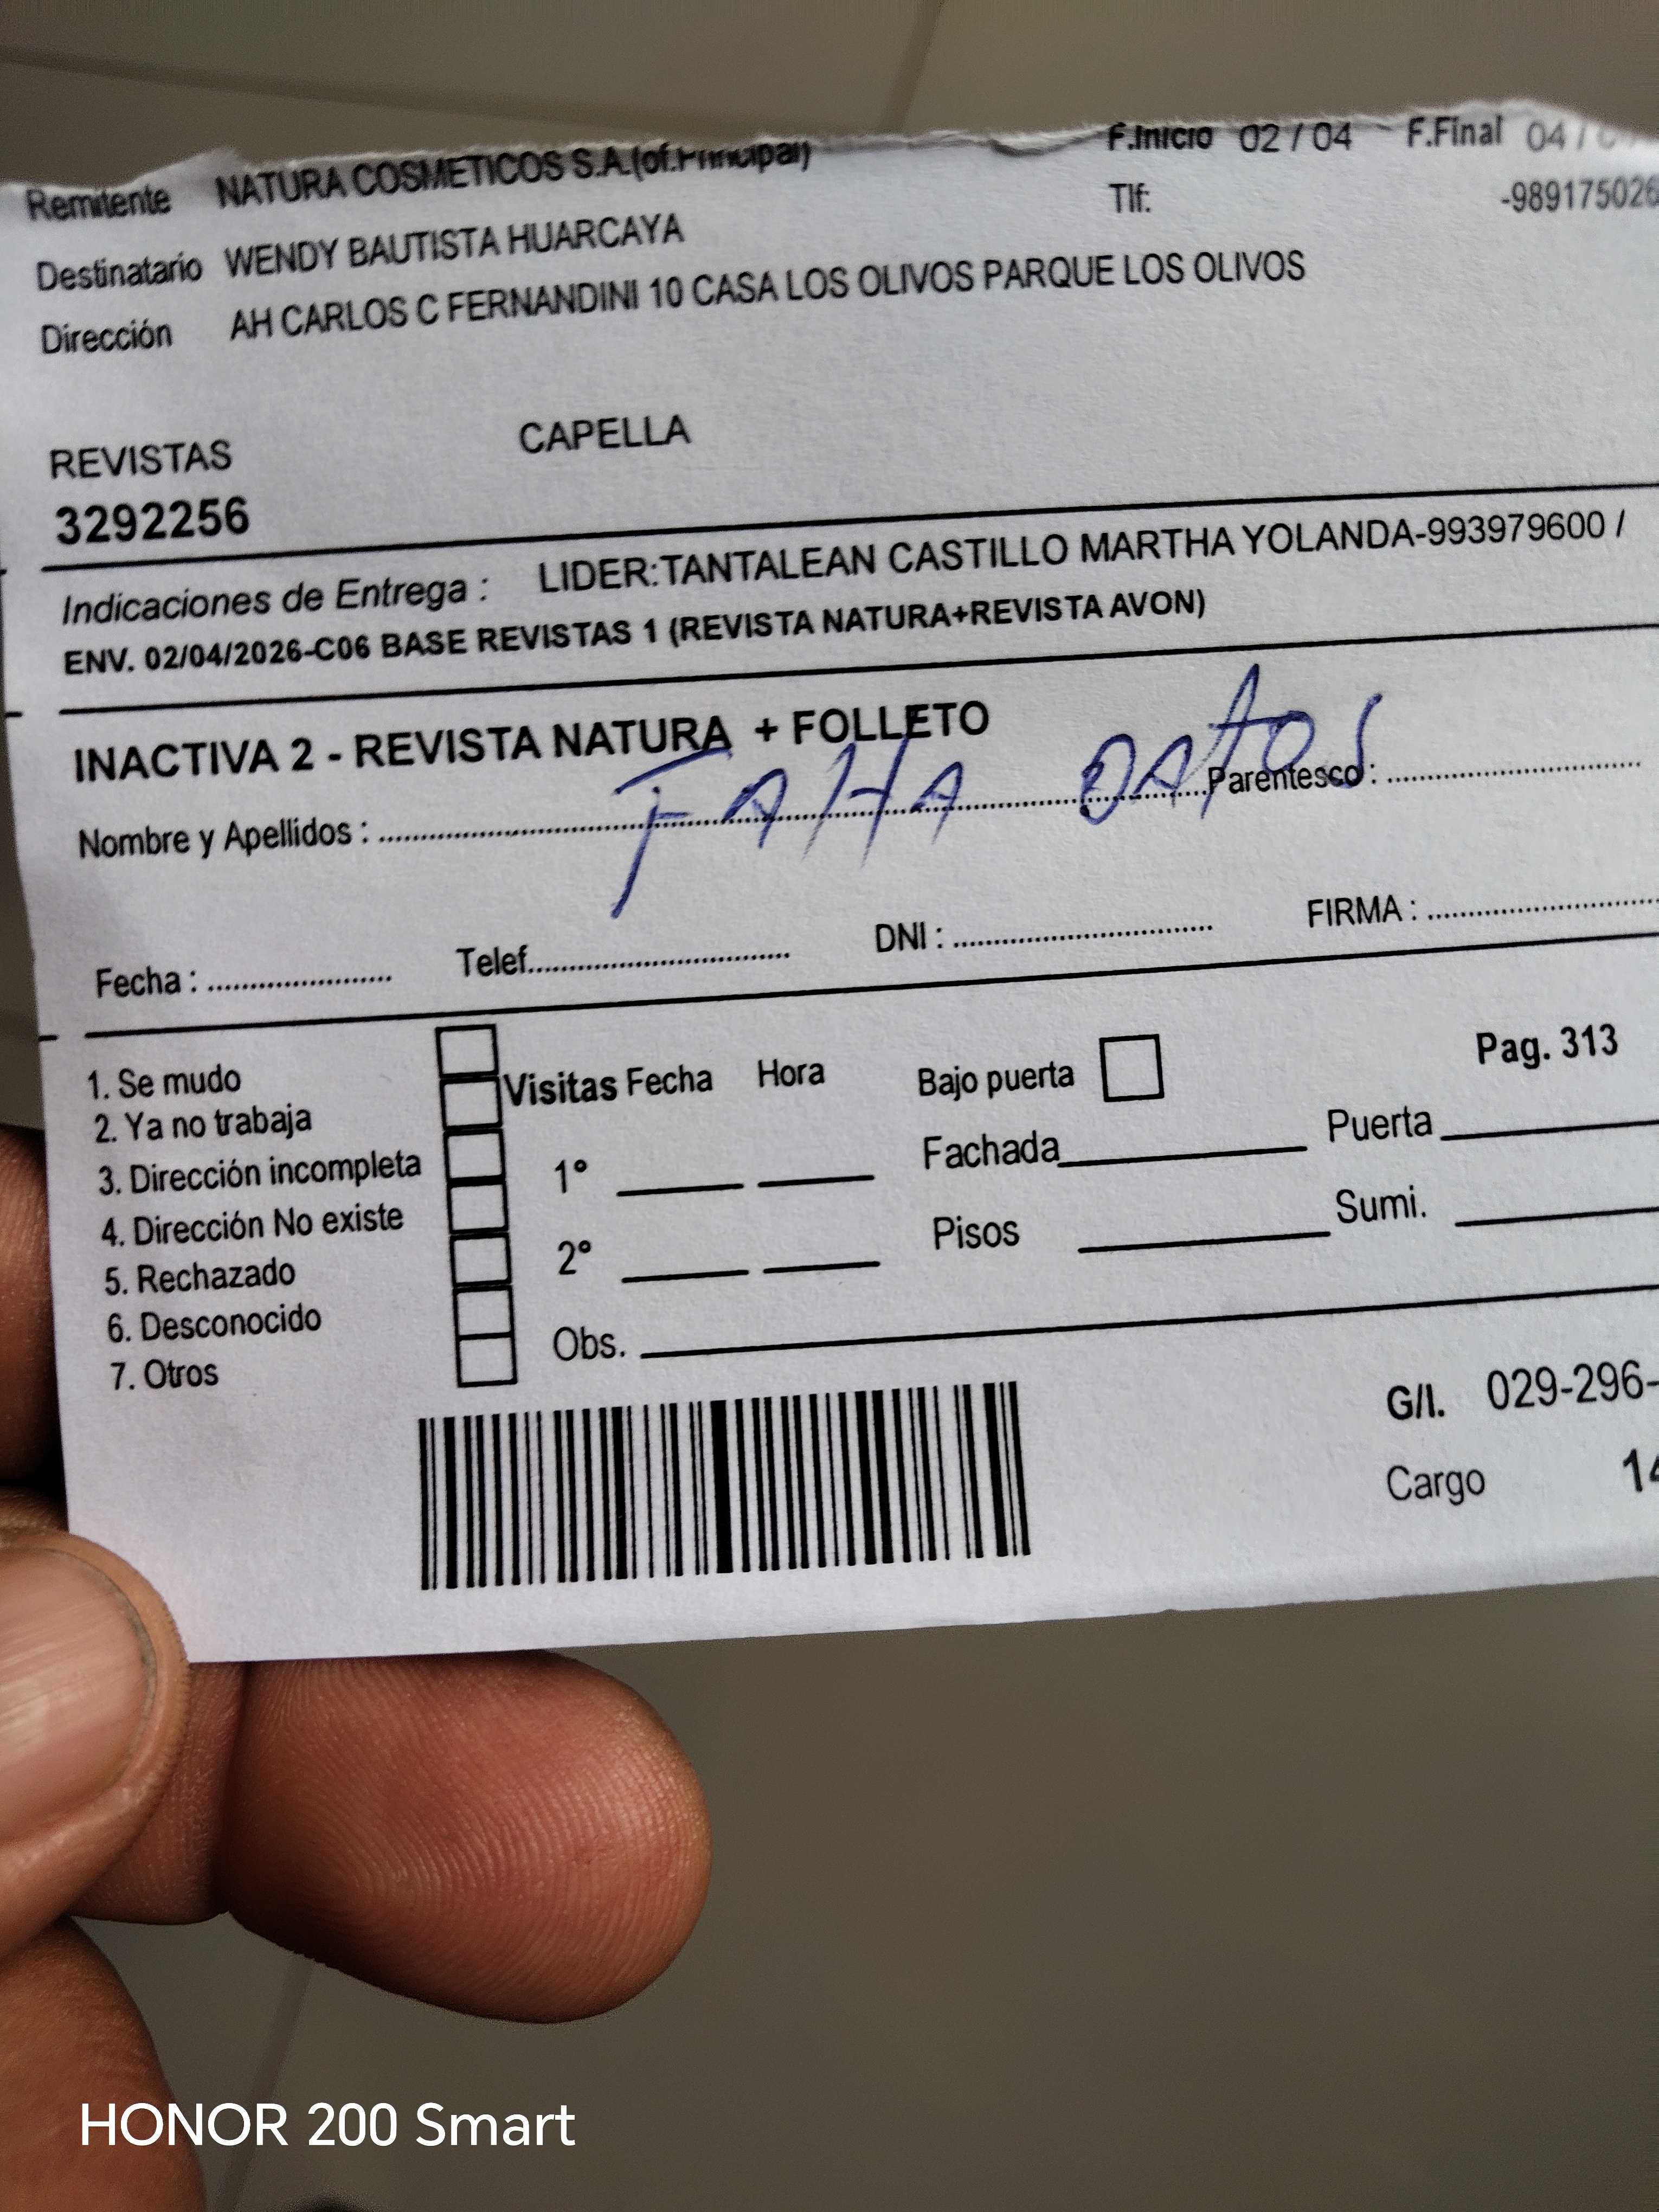 F.Inicio 02 / 04 F.Final 04 /
Remitente NATURA COSMETICOS S.A.(of.Principal)
Tlf: -989175026
Destinatario WENDY BAUTISTA HUARCAYA
Dirección AH CARLOS C FERNANDINI 10 CASA LOS OLIVOS PARQUE LOS OLIVOS
REVISTAS CAPELLA
3292256
Indicaciones de Entrega : LIDER:TANTALEAN CASTILLO MARTHA YOLANDA-993979600 /
ENV. 02/04/2026-C06 BASE REVISTAS 1 (REVISTA NATURA+REVISTA AVON)
INACTIVA 2 - REVISTA NATURA + FOLLETO
FALTA DATOS
Nombre y Apellidos : Parentesco :
Fecha : Telef. DNI : FIRMA :
1. Se mudo
2. Ya no trabaja
3. Dirección incompleta
4. Dirección No existe
5. Rechazado
6. Desconocido
7. Otros
Visitas Fecha Hora
1°
2°
Obs.
Bajo puerta
Pag. 313
Fachada Puerta
Pisos Sumi.
G/I. 029-296-
Cargo 14
HONOR 200 Smart